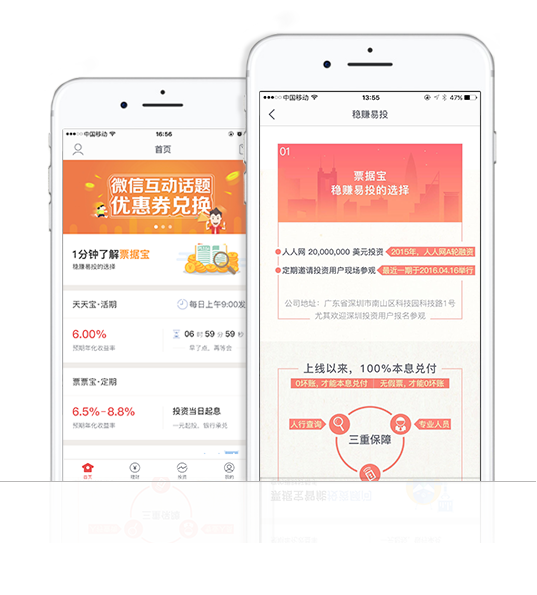 中国移动
16:56
首页
微信互动话题
优惠券兑换
1分钟了解票据宝
稳赚易投的选择
天天宝·活期
每日上午9:00发
6.00%
预期年化收益率
06 时 59 分 59 秒
早了点，再等会
票票宝·定期
6.5%-8.8%
预期年化收益率
投资当日起息
一元起投，银行承兑
首页
理财
我的
中国移动
13:55
47%
稳赚易投
01
票据宝
稳赚易投的选择
人人网 20,000,000 美元投资
2015年，人人网A轮融资
定期邀请投资用户现场参观
最近一期于2016.04.16举行
公司地址：广东省深圳市南山区科技园科技路1号
尤其欢迎深圳投资用户报名参观
上线以来，100%本息兑付
0坏账，才能本息兑付
无假票，才能0坏账
人行查询
专业人员
三重保障